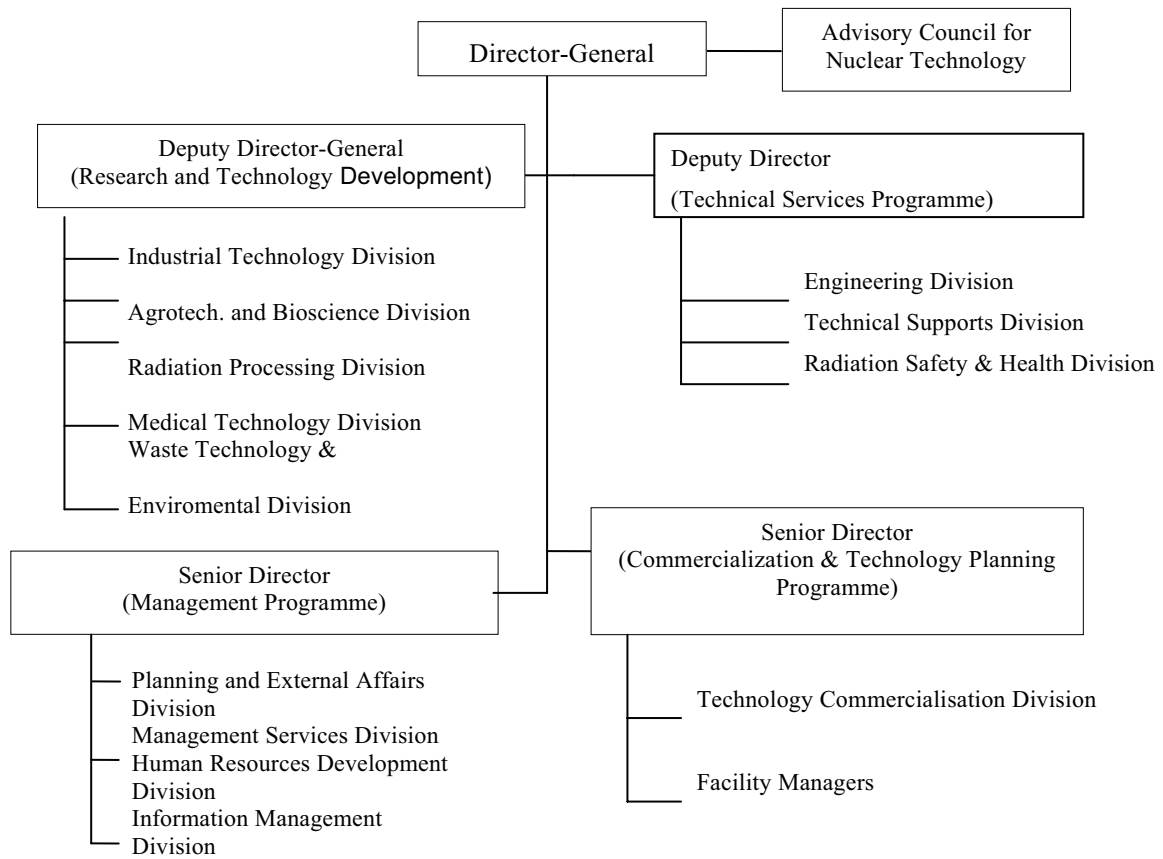 Director-General
Advisory Council for
Nuclear Technology
Deputy Director-General
(Research and Technology Development)
Industrial Technology Division
Agrotech. and Bioscience Division
Radiation Processing Division
Medical Technology Division
Waste Technology &
Enviromental Division
Deputy Director
(Technical Services Programme)
Engineering Division
Technical Supports Division
Radiation Safety & Health Division
Senior Director
(Management Programme)
Planning and External Affairs
Division
Management Services Division
Human Resources Development
Division
Information Management
Division
Senior Director
(Commercialization & Technology Planning
Programme)
Technology Commercialisation Division
Facility Managers